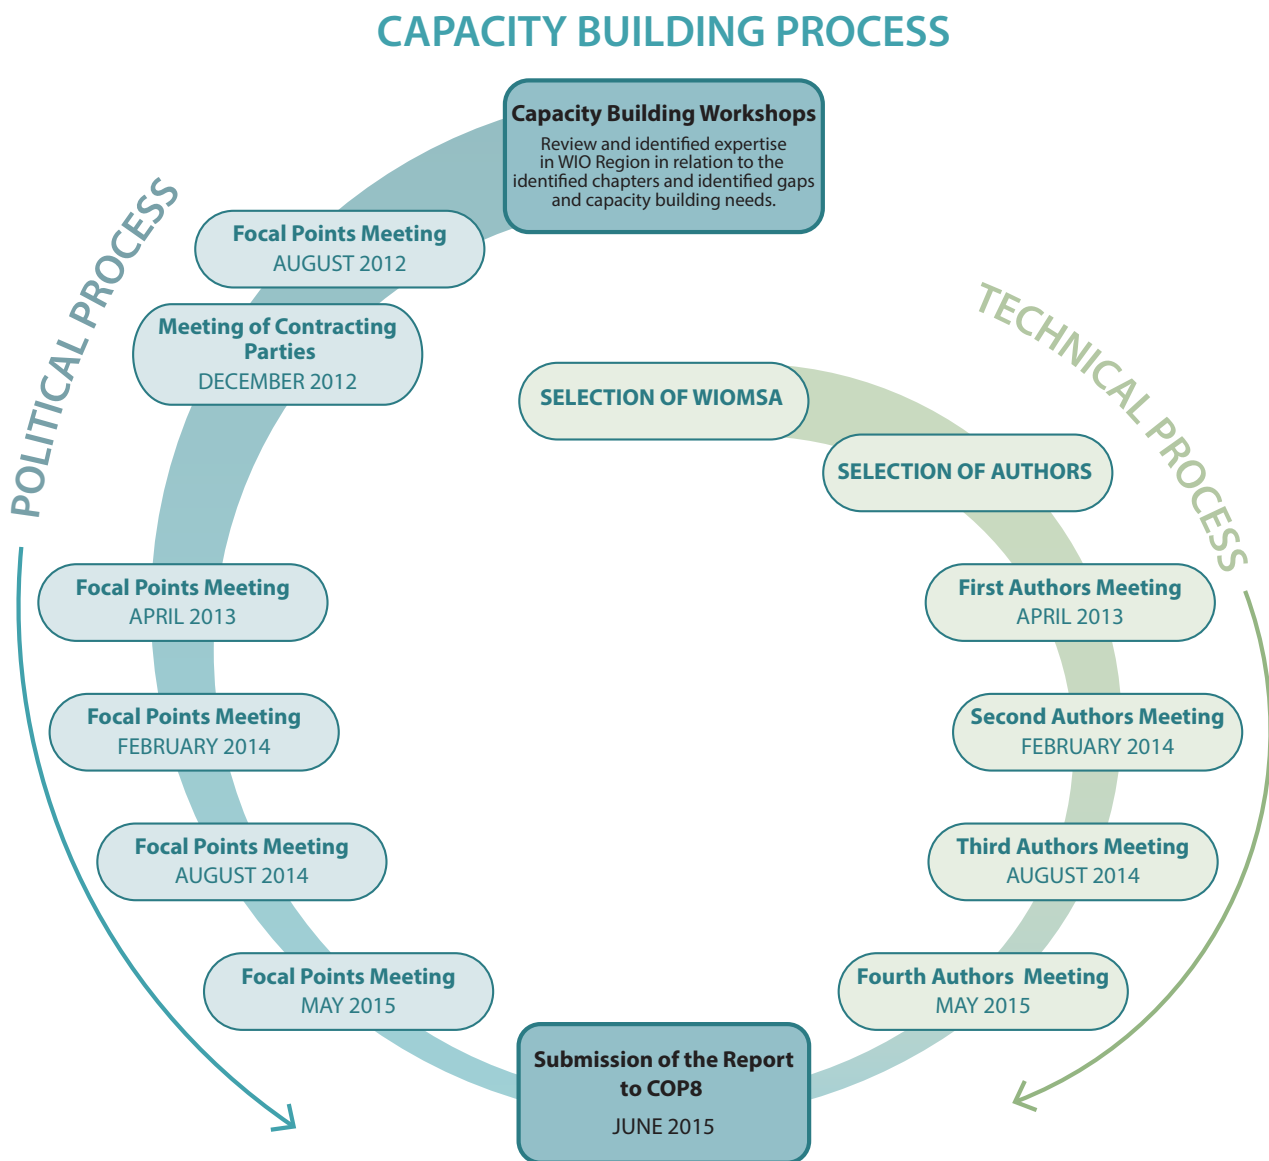 CAPACITY BUILDING PROCESS
Capacity Building Workshops
Review and identified expertise
in WIO Region in relation to the
identified chapters and identified gaps
and capacity building needs.
POLITICAL PROCESS
Focal Points Meeting
AUGUST 2012
Meeting of Contracting
Parties
DECEMBER 2012
Focal Points Meeting
APRIL 2013
Focal Points Meeting
FEBRUARY 2014
Focal Points Meeting
AUGUST 2014
Focal Points Meeting
MAY 2015
TECHNICAL PROCESS
SELECTION OF WIOMSA
SELECTION OF AUTHORS
First Authors Meeting
APRIL 2013
Second Authors Meeting
FEBRUARY 2014
Third Authors Meeting
AUGUST 2014
Fourth Authors  Meeting
MAY 2015
Submission of the Report
to COP8
JUNE 2015